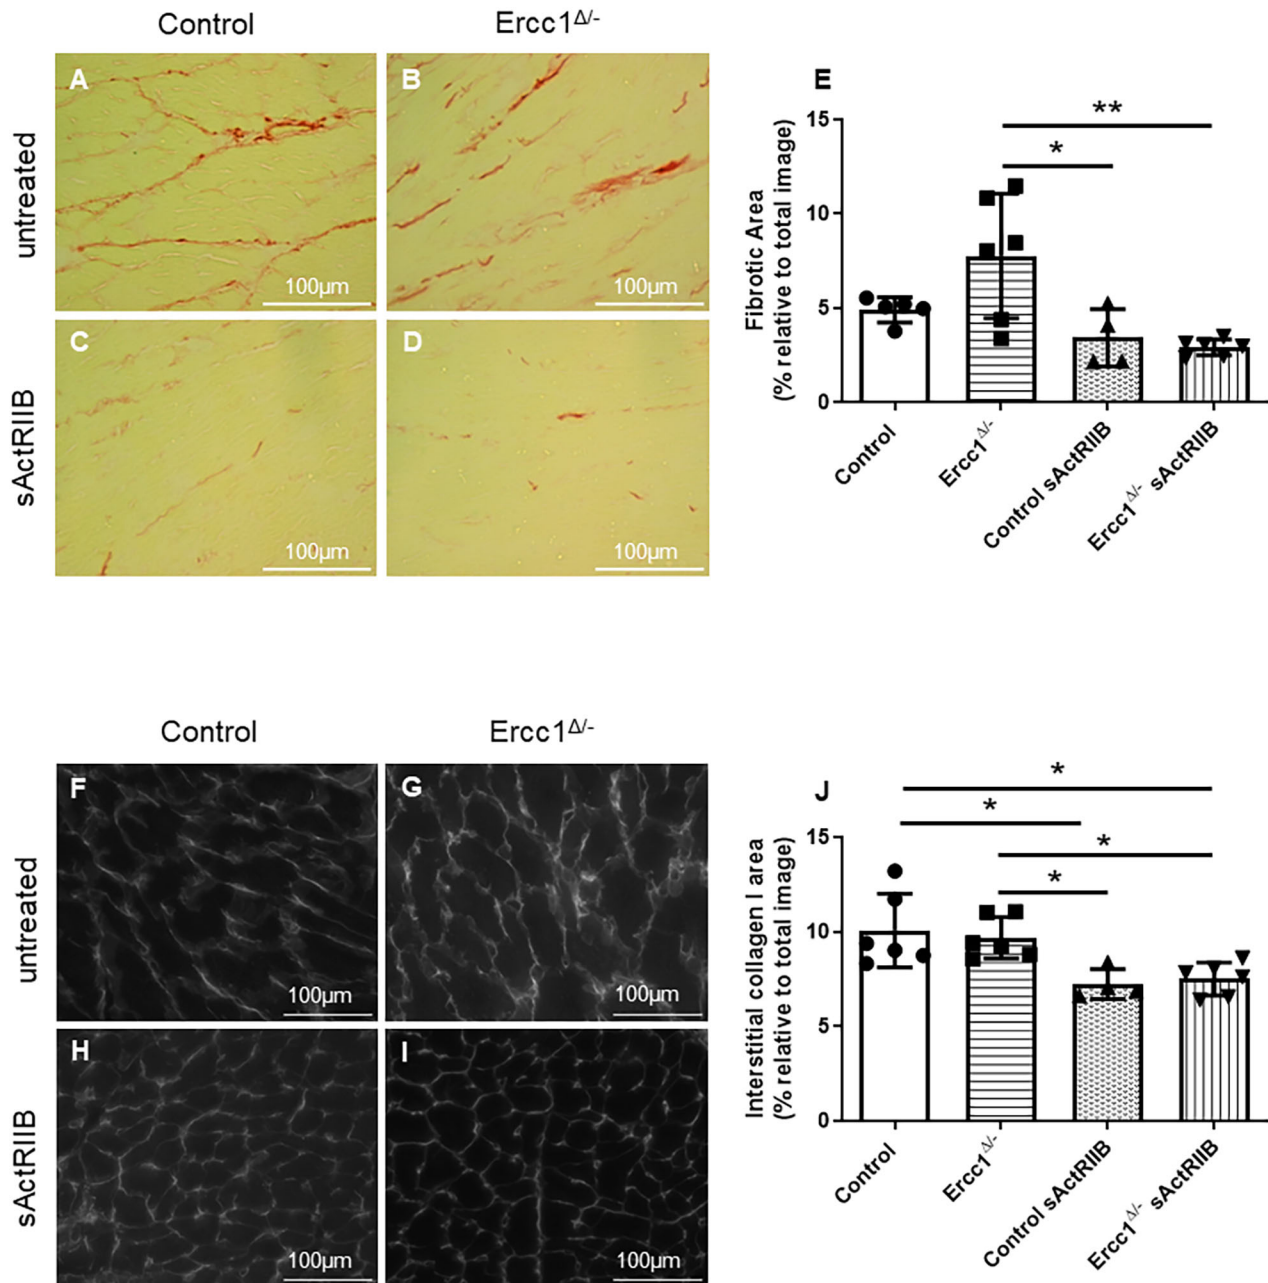 Control
Ercc1Δ/-
untreated
A
B
100µm
100µm
sActRIIB
C
D
100µm
100µm
E
**
*
Fibrotic Area
(% relative to total image)
15
10
5
0
Control
Ercc1Δ/-
Control sActRIIB
Ercc1Δ/- sActRIIB
Control
Ercc1Δ/-
untreated
F
G
100µm
100µm
sActRIIB
H
I
100µm
100µm
J
*
*
*
*
Interstitial collagen I area
(% relative to total image)
15
10
5
0
Control
Ercc1Δ/-
Control sActRIIB
Ercc1Δ/- sActRIIB